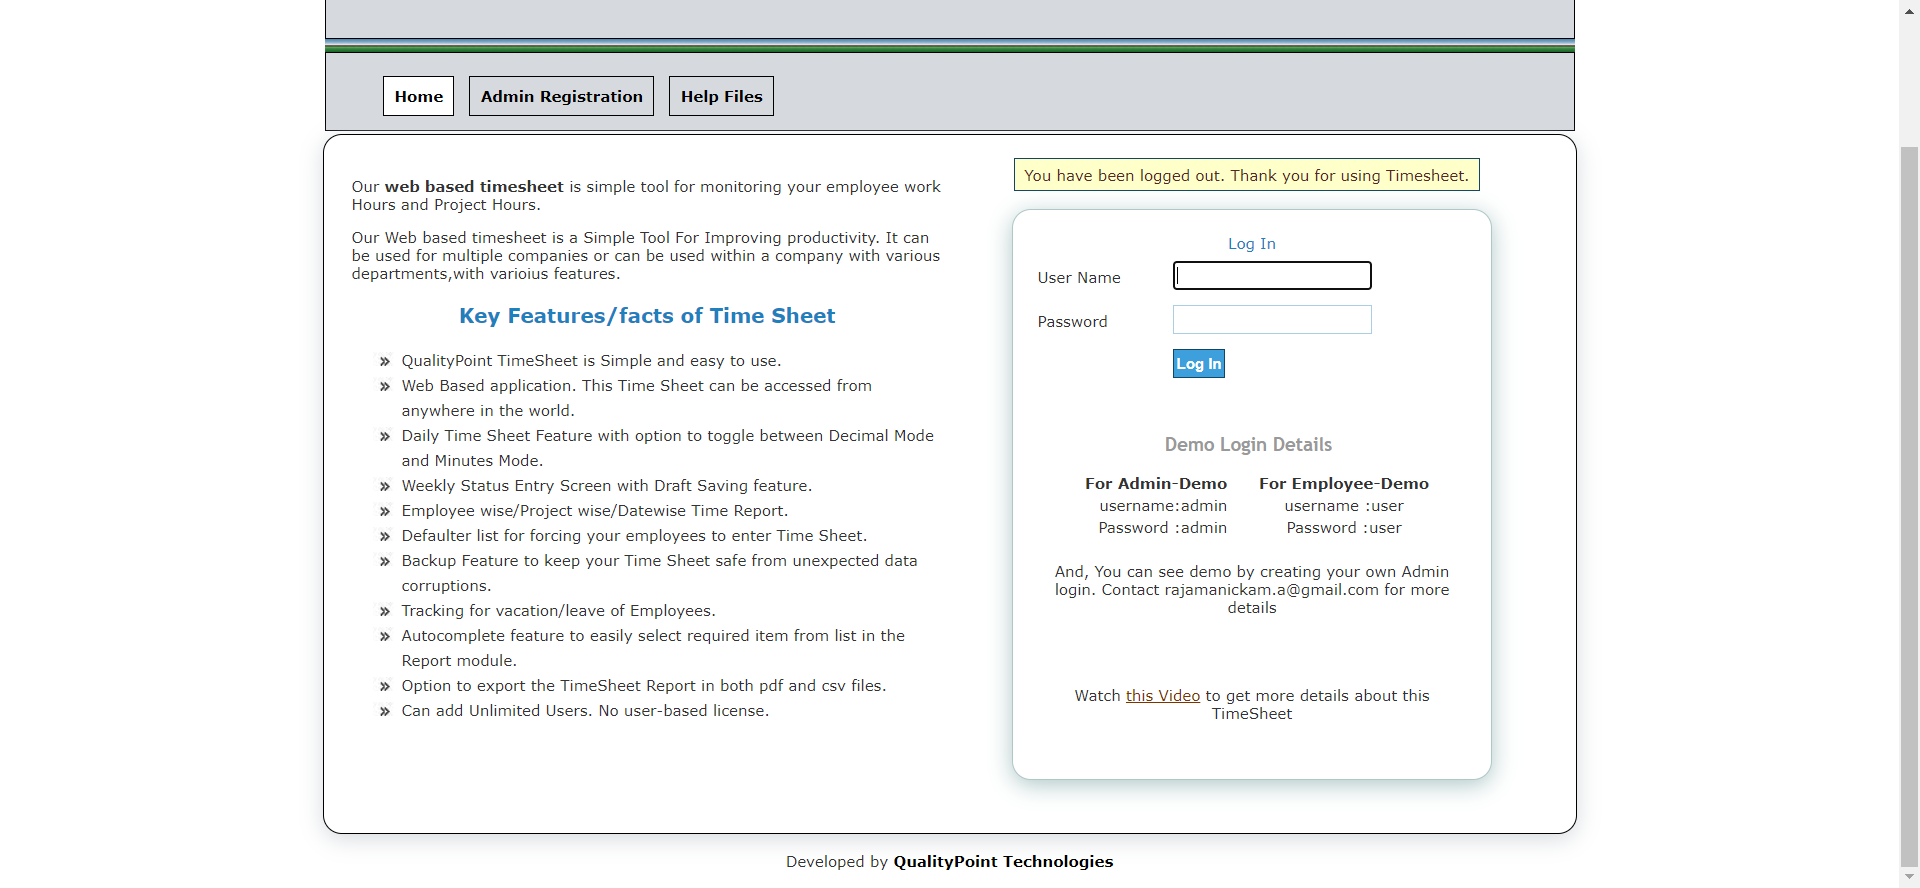 Home
Admin Registration
Help Files
Our web based timesheet is simple tool for monitoring your employee work
Hours and Project Hours.
Our Web based timesheet is a Simple Tool For Improving productivity. It can
be used for multiple companies or can be used within a company with various
departments,with varioius features.
Key Features/facts of Time Sheet
QualityPoint TimeSheet is Simple and easy to use.
Web Based application. This Time Sheet can be accessed from
anywhere in the world.
Daily Time Sheet Feature with option to toggle between Decimal Mode
and Minutes Mode.
Weekly Status Entry Screen with Draft Saving feature.
Employee wise/Project wise/Datewise Time Report.
Defaulter list for forcing your employees to enter Time Sheet.
Backup Feature to keep your Time Sheet safe from unexpected data
corruptions.
Tracking for vacation/leave of Employees.
Autocomplete feature to easily select required item from list in the
Report module.
Option to export the TimeSheet Report in both pdf and csv files.
Can add Unlimited Users. No user-based license.
You have been logged out. Thank you for using Timesheet.
Log In
User Name
Password
Log In
Demo Login Details
For Admin-Demo
username:admin
Password :admin
For Employee-Demo
username :user
Password :user
And, You can see demo by creating your own Admin
login. Contact rajamanickam.a@gmail.com for more
details
Watch this Video to get more details about this
TimeSheet
Developed by QualityPoint Technologies